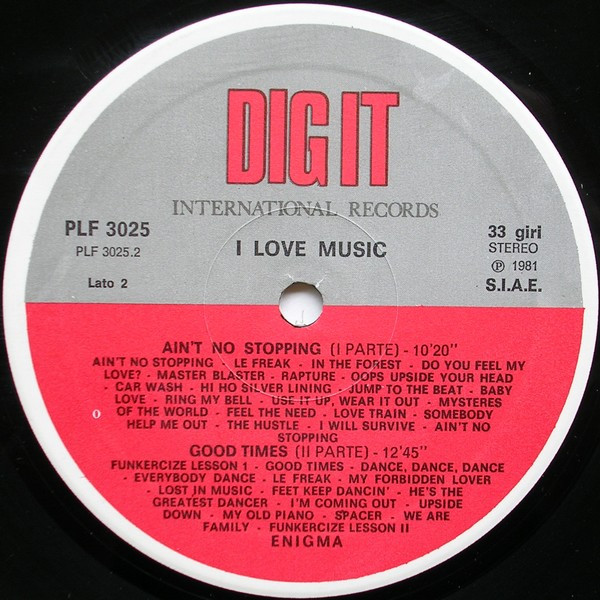 DIG IT
INTERNATIONAL RECORDS
PLF 3025
PLF 3025.2
Lato 2
I LOVE MUSIC
33 giri
STEREO
Ⓟ 1981
S.I.A.E.
AIN'T NO STOPPING (I PARTE) - 10'20"
AIN'T NO STOPPING - LE FREAK - IN THE FOREST - DO YOU FEEL MY
LOVE? - MASTER BLASTER - RAPTURE - OOPS UPSIDE YOUR HEAD
- CAR WASH - HI HO SILVER LINING - JUMP TO THE BEAT - BABY
LOVE - RING MY BELL - USE IT UP, WEAR IT OUT - MYSTERES
OF THE WORLD - FEEL THE NEED - LOVE TRAIN - SOMEBODY
HELP ME OUT - THE HUSTLE - I WILL SURVIVE - AIN'T NO
STOPPING
GOOD TIMES (II PARTE) - 12'45"
FUNKERCIZE LESSON 1 - GOOD TIMES - DANCE, DANCE, DANCE
- EVERYBODY DANCE - LE FREAK - MY FORBIDDEN LOVER
- LOST IN MUSIC - FEET KEEP DANCIN' - HE'S THE
GREATEST DANCER - I'M COMING OUT - UPSIDE
DOWN - MY OLD PIANO - SPACER - WE ARE
FAMILY - FUNKERCIZE LESSON II
ENIGMA